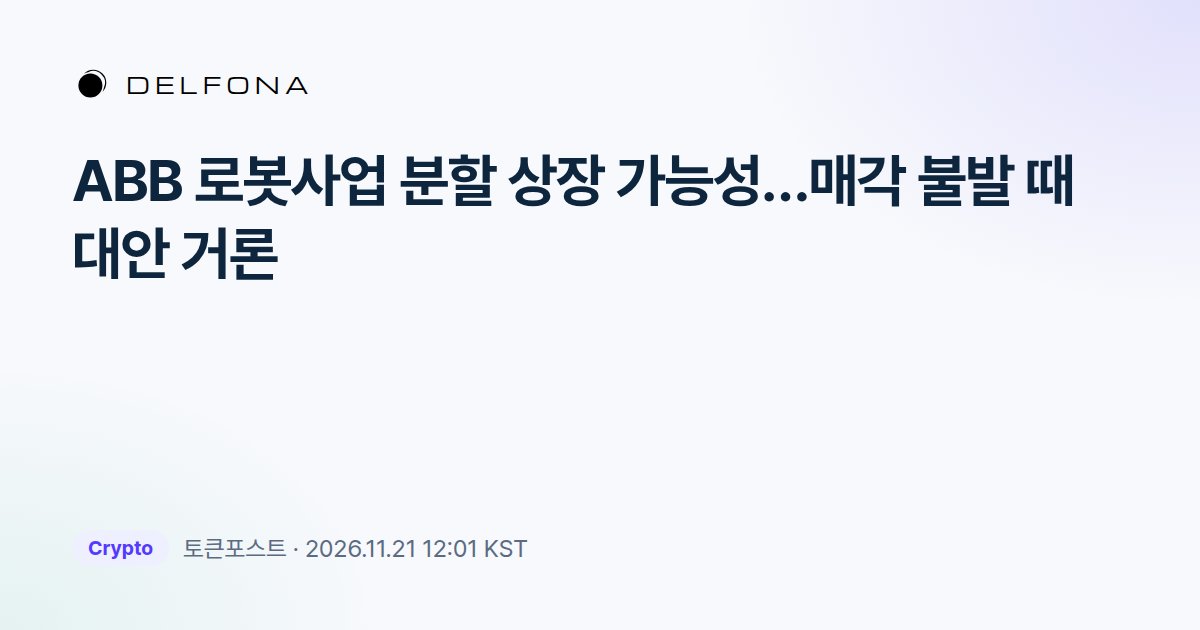 DELFONA
ABB 로봇사업 분할 상장 가능성…매각 불발 때
대안 거론
Crypto 토큰포스트 · 2026.11.21 12:01 KST